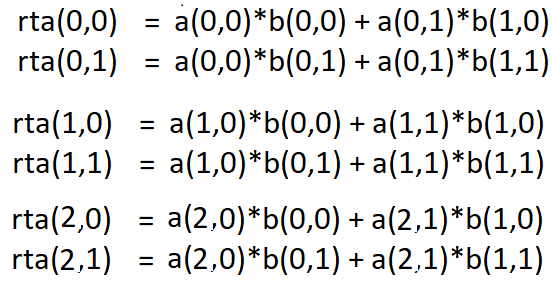 rta(0,0) = a(0,0)*b(0,0) + a(0,1)*b(1,0)
rta(0,1) = a(0,0)*b(0,1) + a(0,1)*b(1,1)
rta(1,0) = a(1,0)*b(0,0) + a(1,1)*b(1,0)
rta(1,1) = a(1,0)*b(0,1) + a(1,1)*b(1,1)
rta(2,0) = a(2,0)*b(0,0) + a(2,1)*b(1,0)
rta(2,1) = a(2,0)*b(0,1) + a(2,1)*b(1,1)